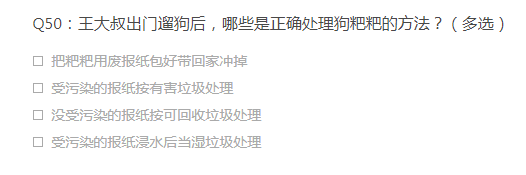 Q50：王大叔出门遛狗后，哪些是正确处理狗粑粑的方法？（多选）
把粑粑用废报纸包好带回家冲掉
受污染的报纸按有害垃圾处理
没受污染的报纸按可回收垃圾处理
受污染的报纸浸水后当湿垃圾处理